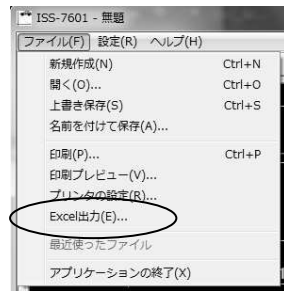 ISS-7601 - 無題
ファイル(F) 設定(R) ヘルプ(H)
新規作成(N) Ctrl+N
開く(O)... Ctrl+O
上書き保存(S) Ctrl+S
名前を付けて保存(A)...
印刷(P)... Ctrl+P
印刷プレビュー(V)...
プリンタの設定(R)...
Excel出力(E)...
最近使ったファイル
アプリケーションの終了(X)